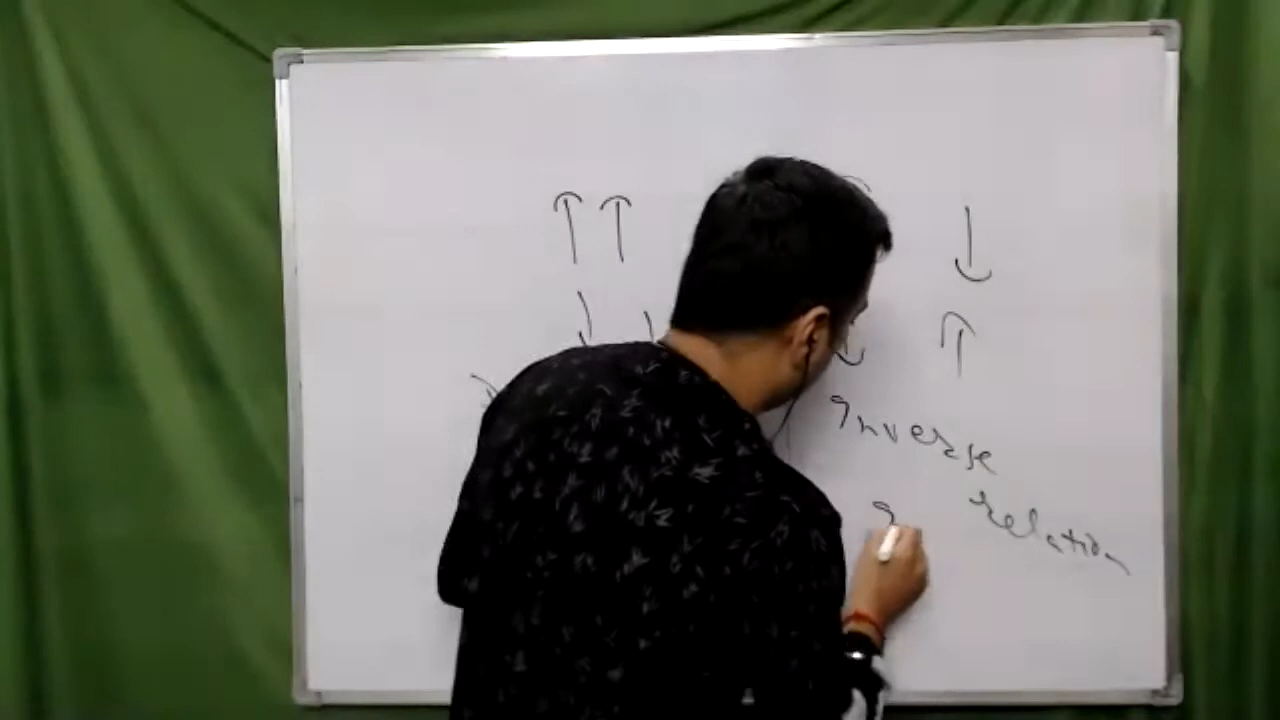 ↑ ↑ ↓
↓ ↑
Inverse
relation